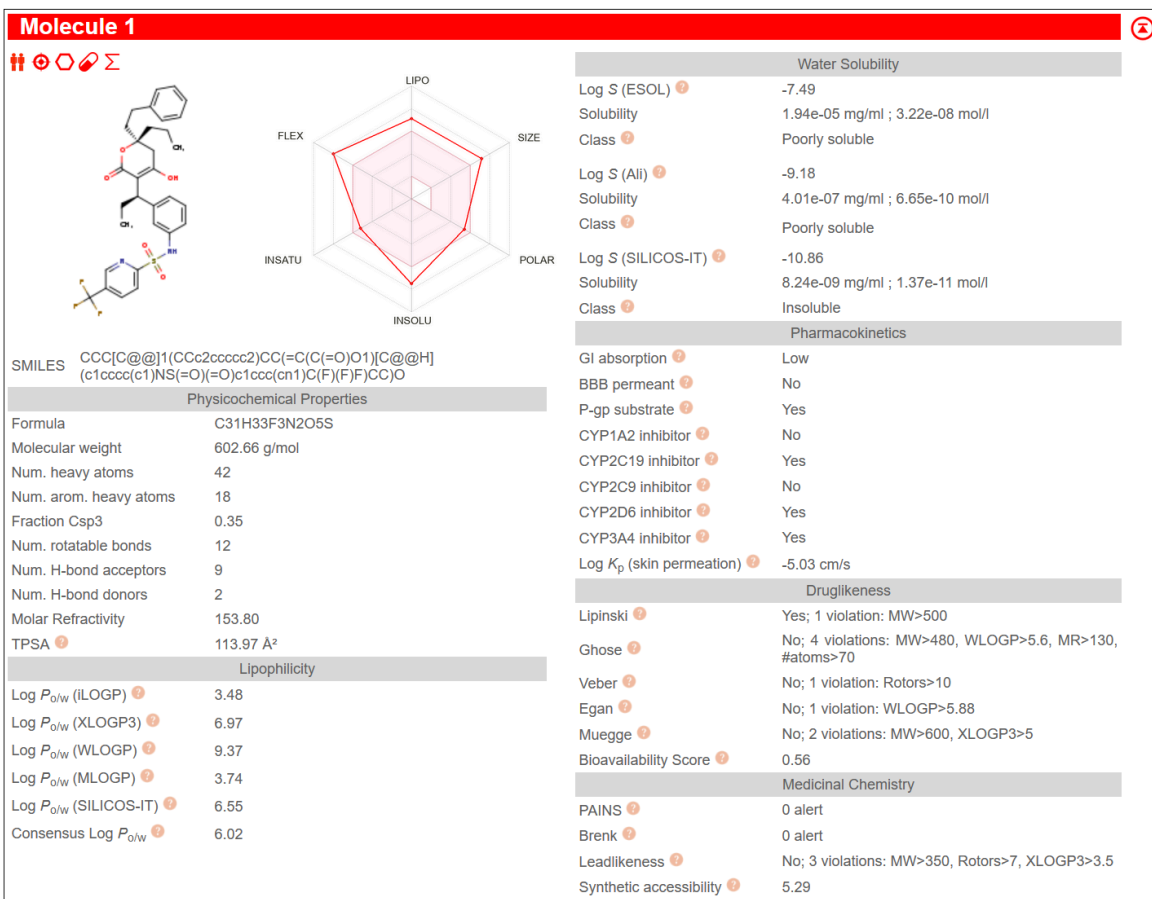 Molecule 1
LIPO
SIZE
POLAR
INSOLU
INSATU
FLEX
CH₃
O
O
OH
CH₃
NH
O
S
O
N
F
F
F
SMILES CCC[C@@]1(CCc2ccccc2)CC(=C(C(=O)O1)[C@@H]
(c1cccc(c1)NS(=O)(=O)c1ccc(cn1)C(F)(F)F)CC)O
Physicochemical Properties
Formula C31H33F3N2O5S
Molecular weight 602.66 g/mol
Num. heavy atoms 42
Num. arom. heavy atoms 18
Fraction Csp3 0.35
Num. rotatable bonds 12
Num. H-bond acceptors 9
Num. H-bond donors 2
Molar Refractivity 153.80
TPSA ? 113.97 Å²
Lipophilicity
Log Po/w (iLOGP) ? 3.48
Log Po/w (XLOGP3) ? 6.97
Log Po/w (WLOGP) ? 9.37
Log Po/w (MLOGP) ? 3.74
Log Po/w (SILICOS-IT) ? 6.55
Consensus Log Po/w ? 6.02
Water Solubility
Log S (ESOL) ? -7.49
Solubility 1.94e-05 mg/ml ; 3.22e-08 mol/l
Class ? Poorly soluble
Log S (Ali) ? -9.18
Solubility 4.01e-07 mg/ml ; 6.65e-10 mol/l
Class ? Poorly soluble
Log S (SILICOS-IT) ? -10.86
Solubility 8.24e-09 mg/ml ; 1.37e-11 mol/l
Class ? Insoluble
Pharmacokinetics
GI absorption ? Low
BBB permeant ? No
P-gp substrate ? Yes
CYP1A2 inhibitor ? No
CYP2C19 inhibitor ? Yes
CYP2C9 inhibitor ? No
CYP2D6 inhibitor ? Yes
CYP3A4 inhibitor ? Yes
Log Kp (skin permeation) ? -5.03 cm/s
Druglikeness
Lipinski ? Yes; 1 violation: MW>500
Ghose ? No; 4 violations: MW>480, WLOGP>5.6, MR>130,
#atoms>70
Veber ? No; 1 violation: Rotors>10
Egan ? No; 1 violation: WLOGP>5.88
Muegge ? No; 2 violations: MW>600, XLOGP3>5
Bioavailability Score ? 0.56
Medicinal Chemistry
PAINS ? 0 alert
Brenk ? 0 alert
Leadlikeness ? No; 3 violations: MW>350, Rotors>7, XLOGP3>3.5
Synthetic accessibility ? 5.29